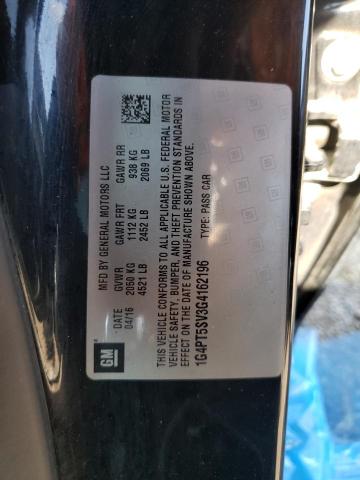 MFD BY GENERAL MOTORS LLC
DATE GVWR GAWR FRT GAWR RR
04/16 2050 KG 1112 KG 938 KG
4521 LB 2452 LB 2069 LB
THIS VEHICLE CONFORMS TO ALL APPLICABLE U.S. FEDERAL MOTOR
VEHICLE SAFETY, BUMPER, AND THEFT PREVENTION STANDARDS IN
EFFECT ON THE DATE OF MANUFACTURE SHOWN ABOVE.
1G4PT5SV3G4162196 TYPE: PASS CAR
GM